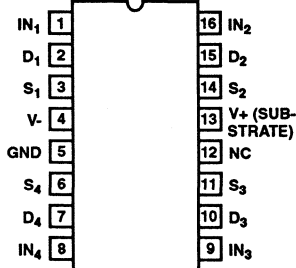 IN1 1 16 IN2
D1 2 15 D2
S1 3 14 S2
V- 4 13 V+ (SUB-
STRATE)
GND 5 12 NC
S4 6 11 S3
D4 7 10 D3
IN4 8 9 IN3